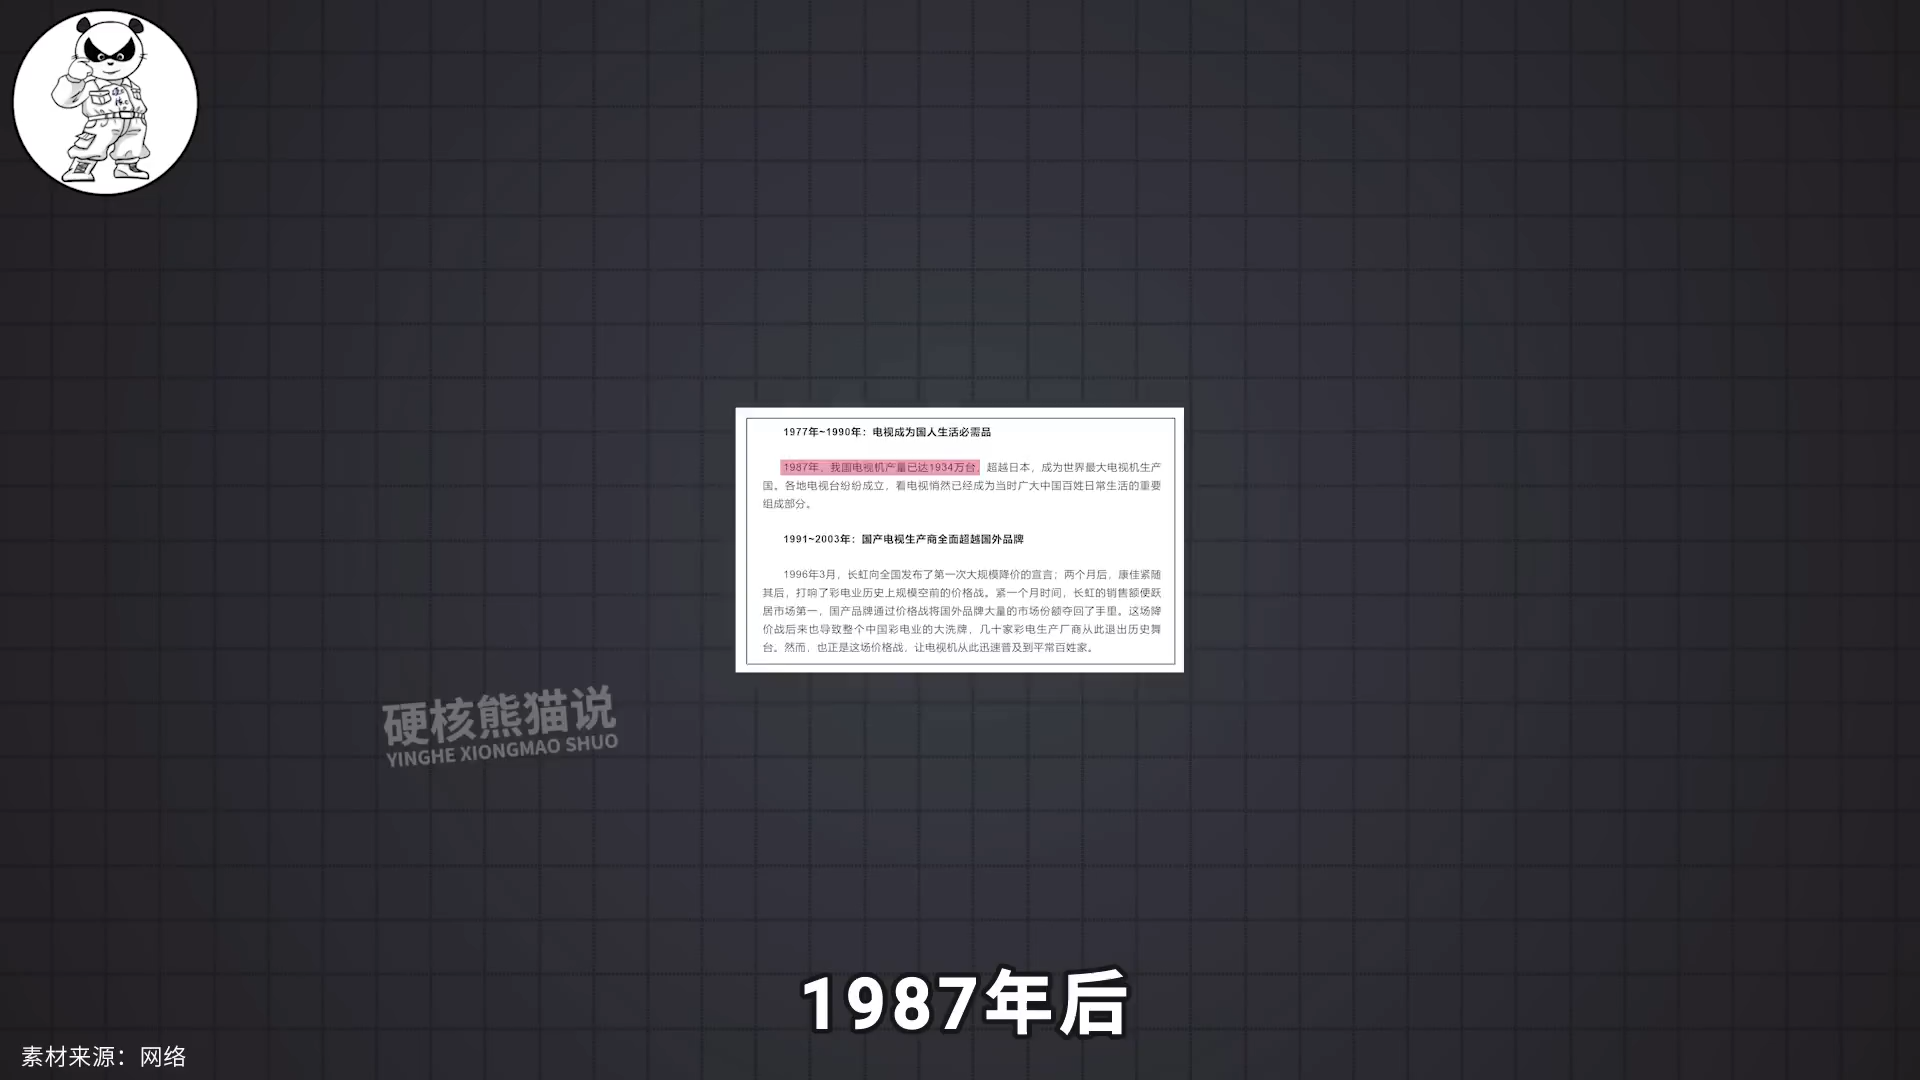 1977年~1990年：电视成为国人生活必需品
1987年，我国电视机产量已达1934万台，超越日本，成为世界最大电视机生产
国。各地电视台纷纷成立，看电视悄然已经成为当时广大中国百姓日常生活的重要
组成部分。
1991~2003年：国产电视生产商全面超越国外品牌
1996年3月，长虹向全国发布了第一次大规模降价的宣言；两个月后，康佳紧随
其后，打响了彩电业历史上规模空前的价格战。紧一个月时间，长虹的销售额便跃
居市场第一，国产品牌通过价格战将国外品牌大量的市场份额夺回了手里。这场降
价战后来也导致整个中国彩电业的大洗牌，几十家彩电生产厂商从此退出历史舞
台。然而，也正是这场价格战，让电视机从此迅速普及到平常百姓家。
硬核熊猫说
YINGHE XIONGMAO SHUO
1987年后
素材来源：网络